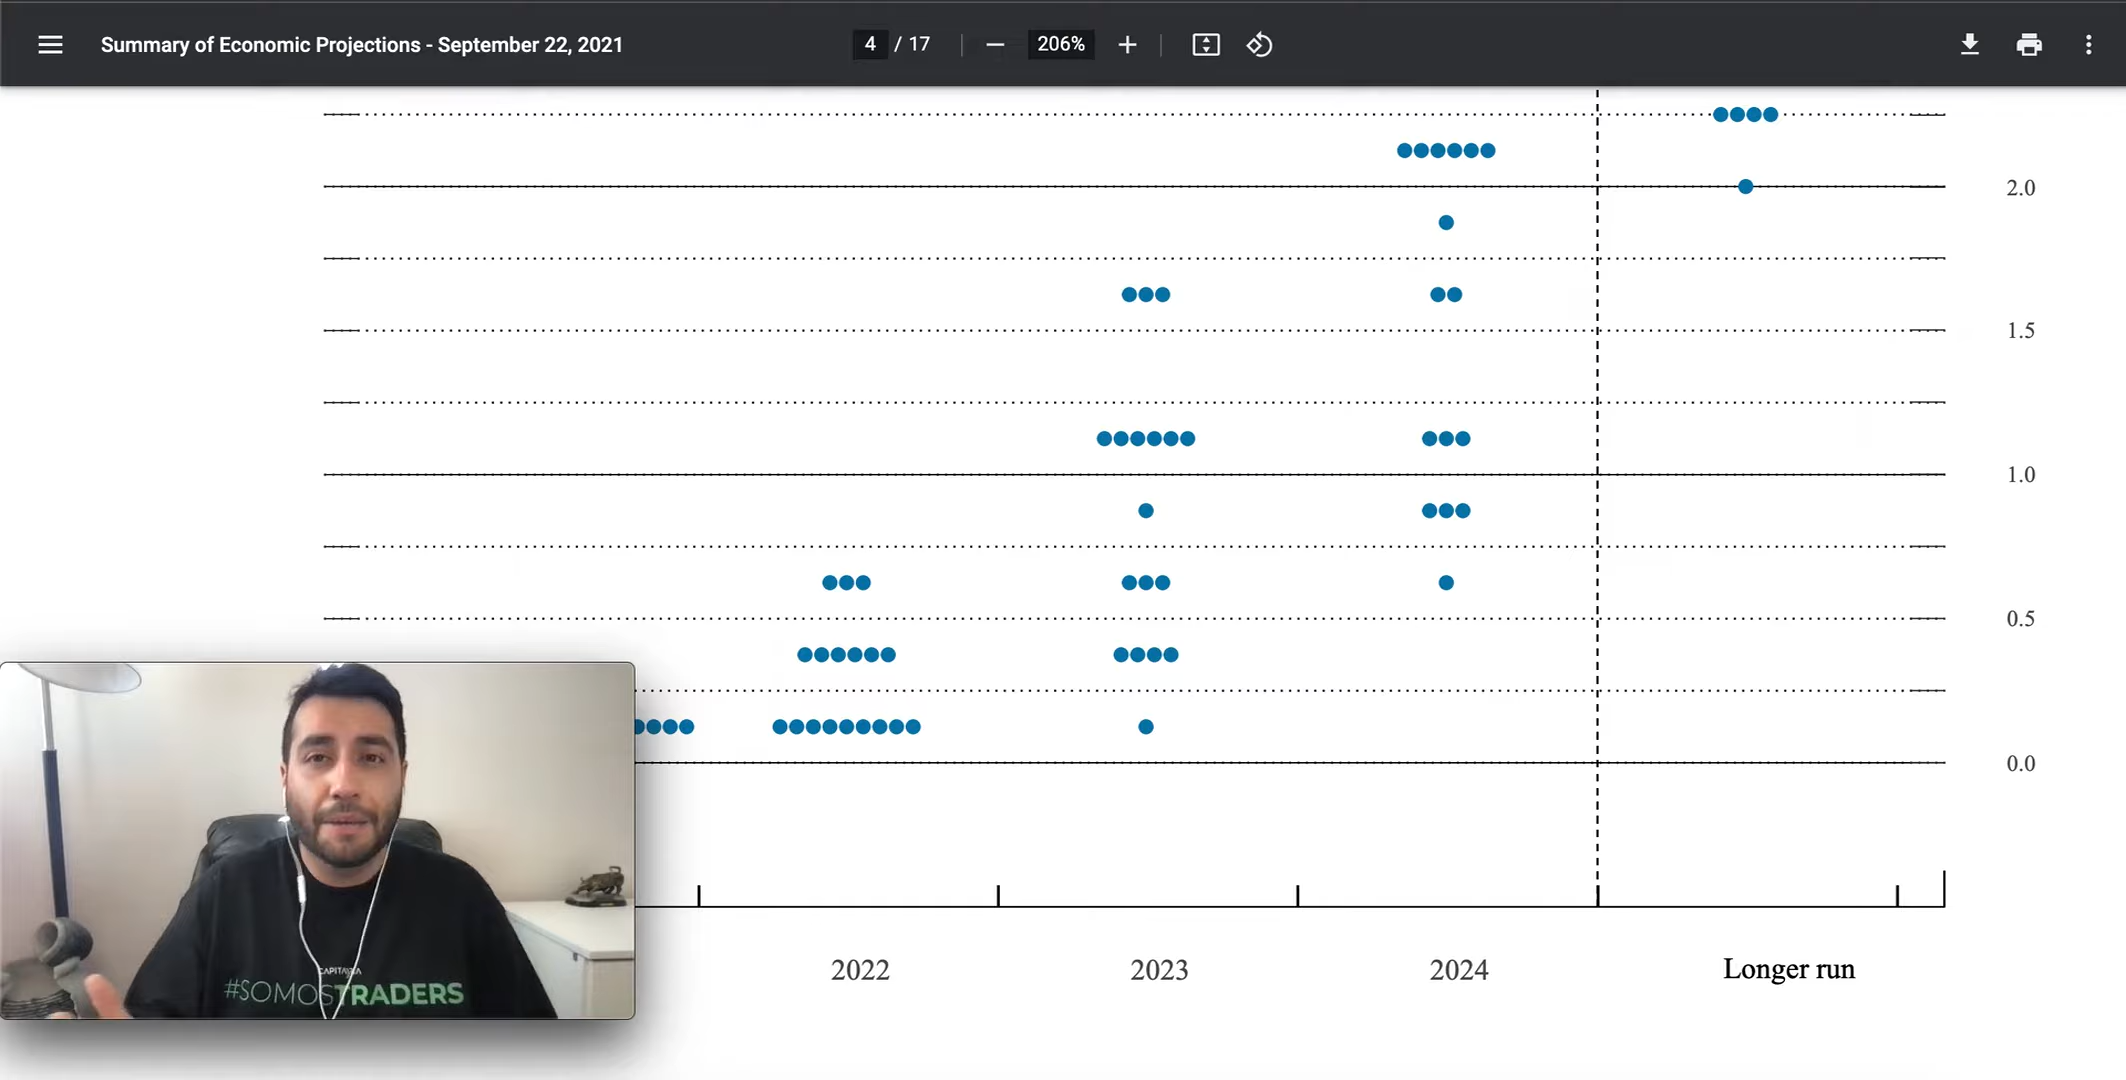 Summary of Economic Projections - September 22, 2021
4 / 17
206%
2.0
1.5
1.0
0.5
0.0
2022 2023 2024 Longer run
#SOMOSTRADERS